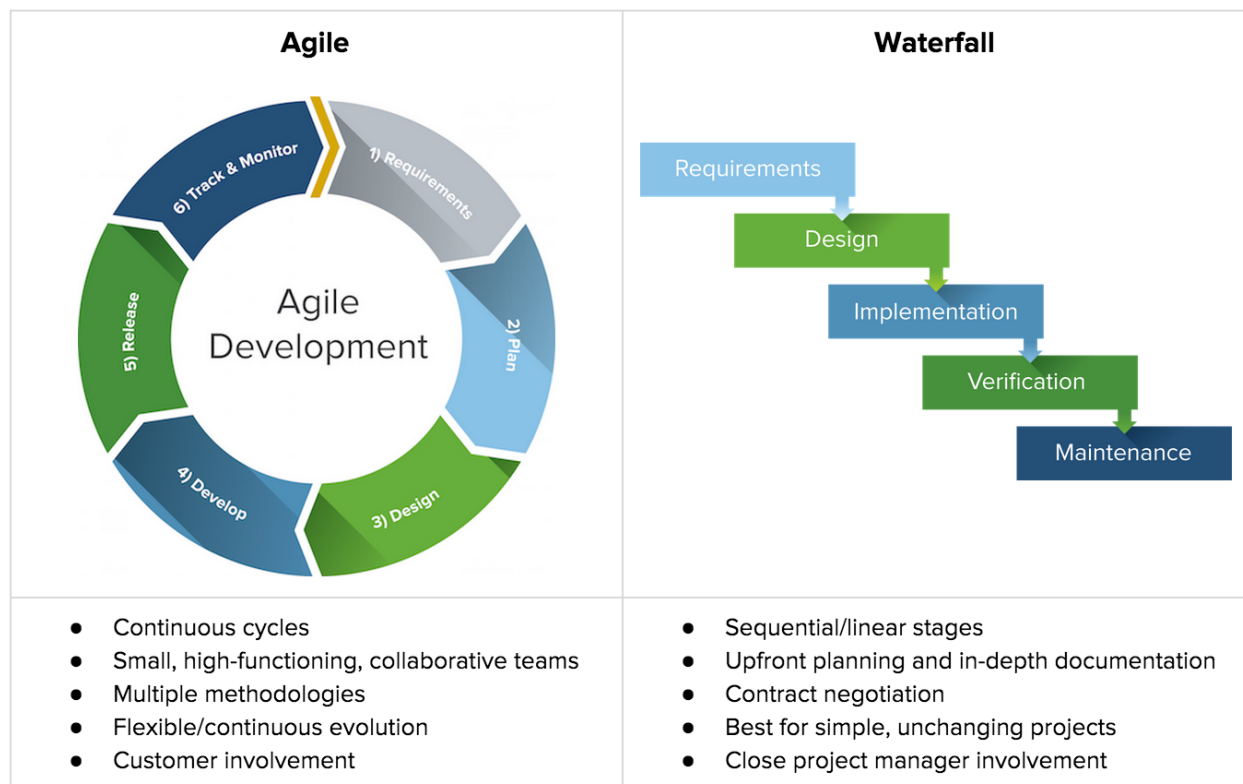 Agile
6) Track & Monitor
1) Requirements
2) Plan
3) Design
4) Develop
5) Release
Agile
Development
● Continuous cycles
● Small, high-functioning, collaborative teams
● Multiple methodologies
● Flexible/continuous evolution
● Customer involvement
Waterfall
Requirements
Design
Implementation
Verification
Maintenance
● Sequential/linear stages
● Upfront planning and in-depth documentation
● Contract negotiation
● Best for simple, unchanging projects
● Close project manager involvement